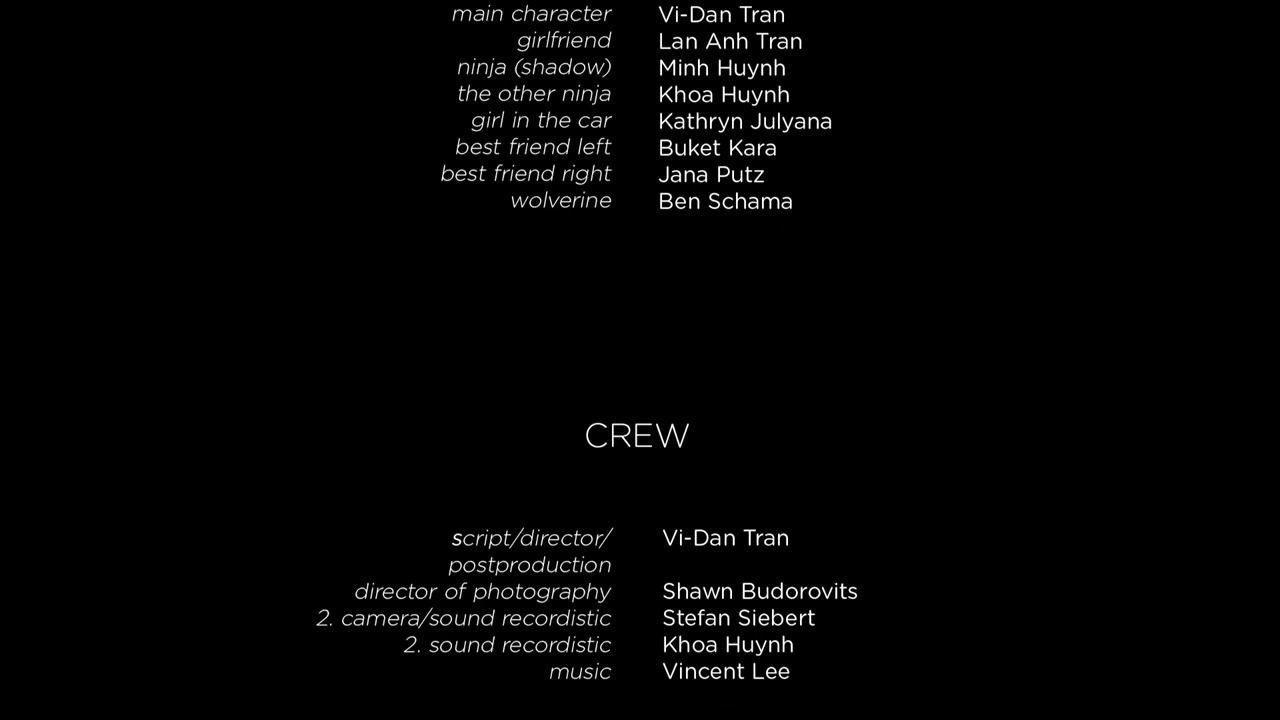 main character Vi-Dan Tran
girlfriend Lan Anh Tran
ninja (shadow) Minh Huynh
the other ninja Khoa Huynh
girl in the car Kathryn Julyana
best friend left Buket Kara
best friend right Jana Putz
wolverine Ben Schama
CREW
script/director/ Vi-Dan Tran
postproduction
director of photography Shawn Budorovits
2. camera/sound recordistic Stefan Siebert
2. sound recordistic Khoa Huynh
music Vincent Lee